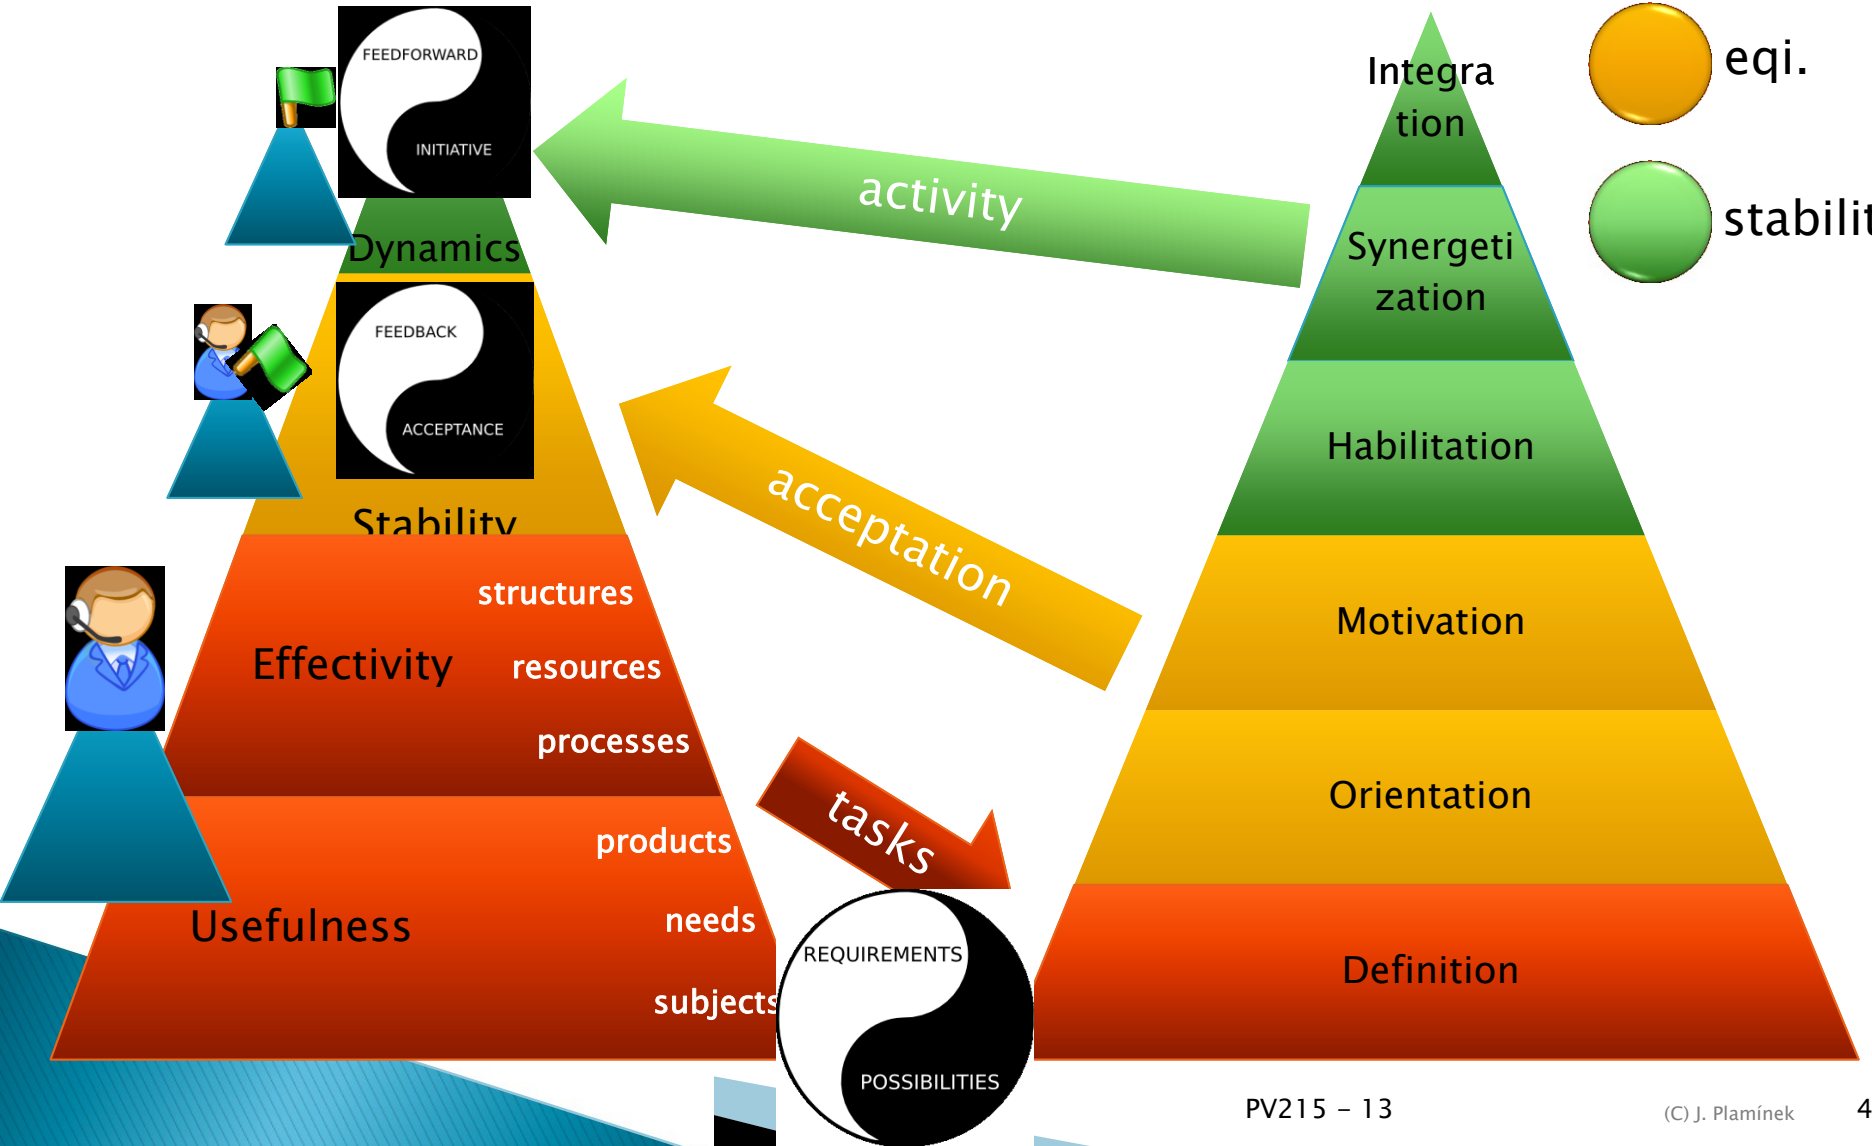 FEEDFORWARD
INITIATIVE
Dynamics
FEEDBACK
ACCEPTANCE
Stability
structures
Effectivity
resources
processes
products
needs
Usefulness
subjects
activity
acceptation
tasks
REQUIREMENTS
POSSIBILITIES
Integra
tion
Synergeti
zation
Habilitation
Motivation
Orientation
Definition
eqi.
stabilit
PV215 – 13
(C) J. Plamínek
4